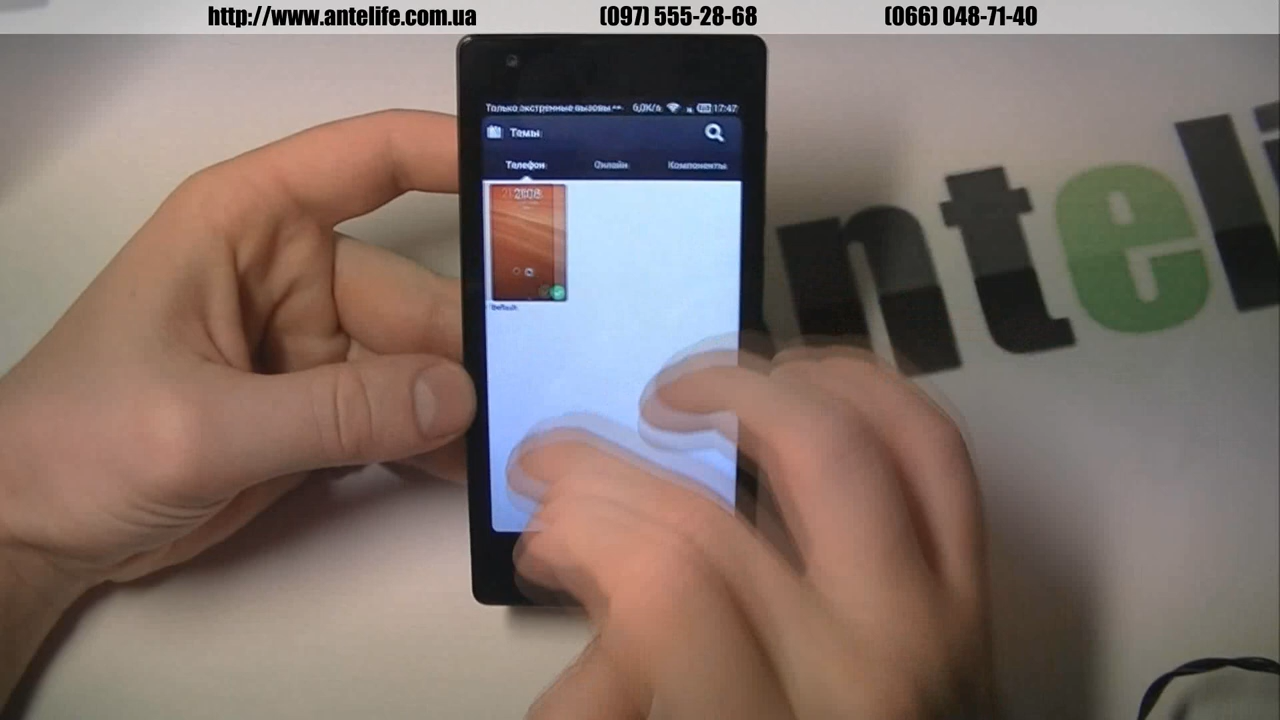 http://www.antelife.com.ua (097) 555-28-68 (066) 048-71-40
Только экстренные вызовы 17:47
Темы
Телефон Онлайн Компоненты
Default
anteli